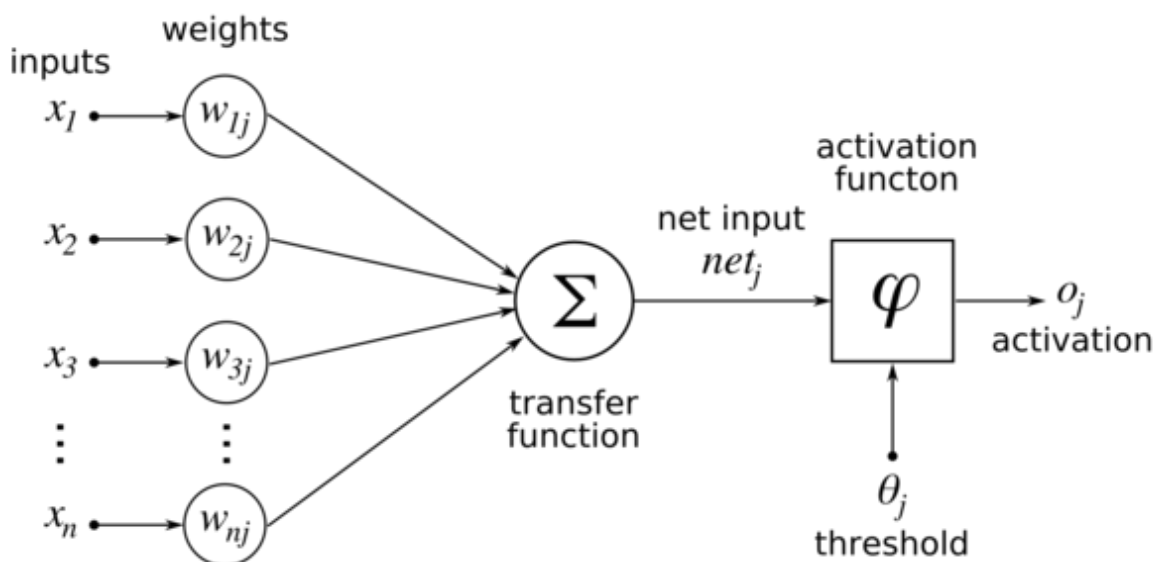 weights
inputs
x1
w1j
x2
w2j
x3
w3j
⋮
⋮
xn
wnj
Σ
transfer
function
net input
netj
activation
functon
φ
oj
activation
θj
threshold